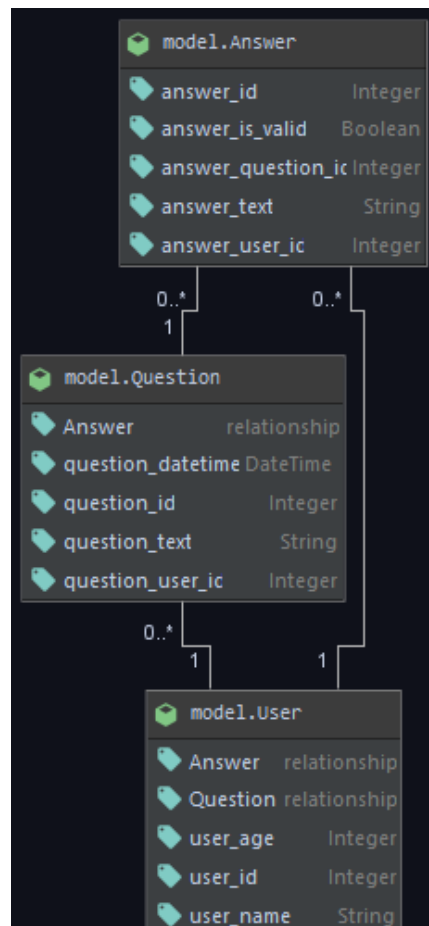 model.Answer
answer_id Integer
answer_is_valid Boolean
answer_question_ic Integer
answer_text String
answer_user_ic Integer
0..* 0..*
1
model.Question
Answer relationship
question_datetime DateTime
question_id Integer
question_text String
question_user_ic Integer
0..*
1 1
model.User
Answer relationship
Question relationship
user_age Integer
user_id Integer
user_name String